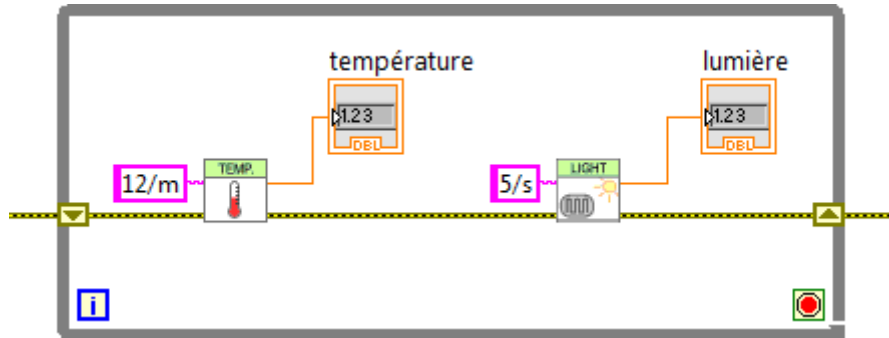 température
lumière
1.23
DBL
1.23
DBL
12/m
TEMP.
5/s
LIGHT
i